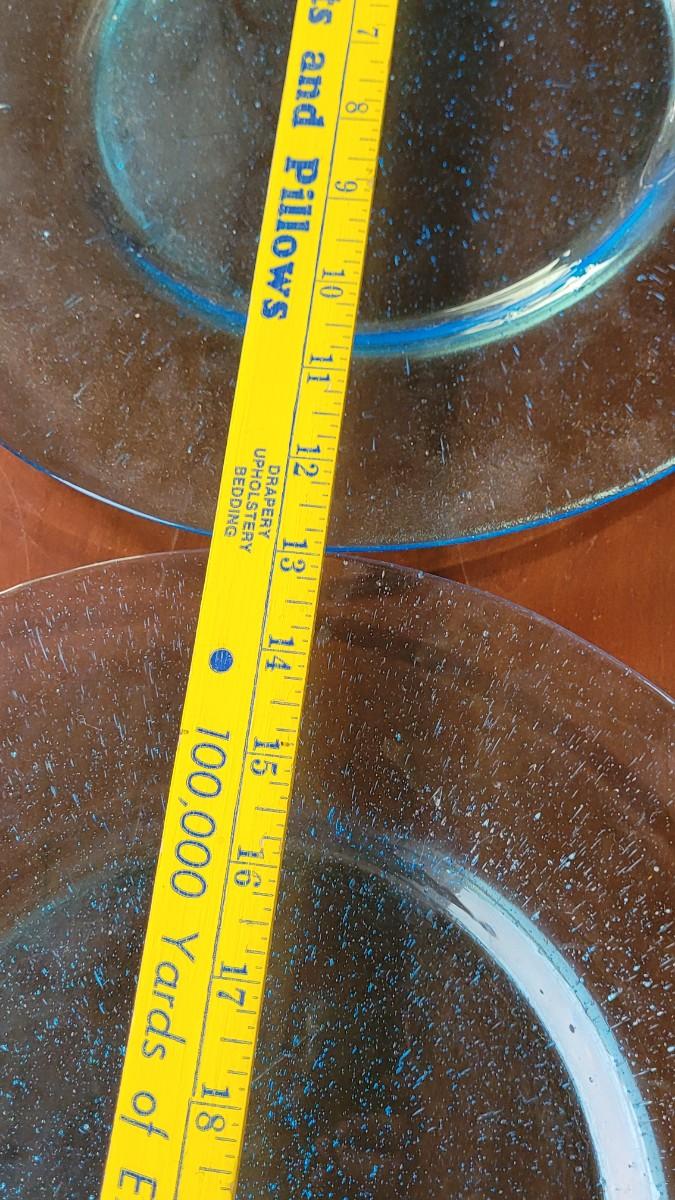 ts and Pillows
DRAPERY
UPHOLSTERY
BEDDING
100,000 Yards of
7 8 9 10 11 12 13 14 15 16 17 18